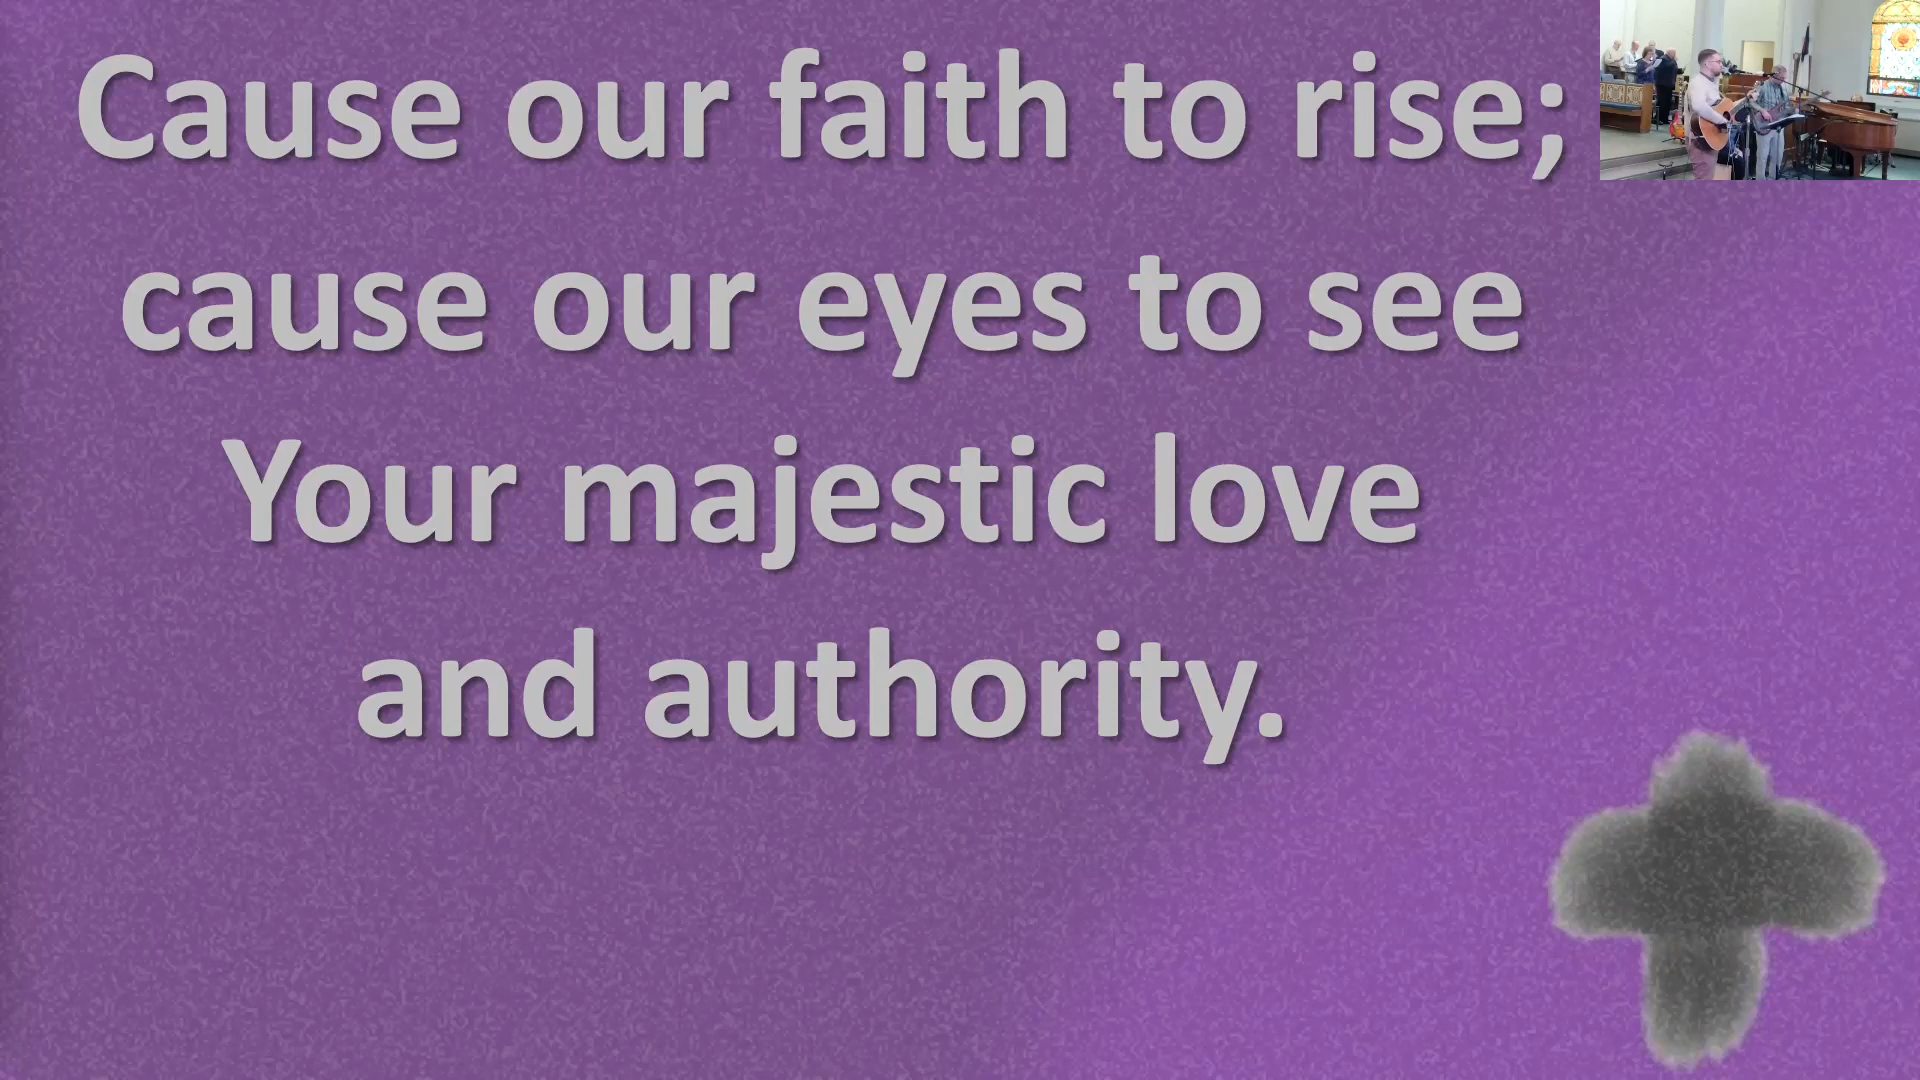 Cause our faith to rise;
cause our eyes to see
Your majestic love
and authority.